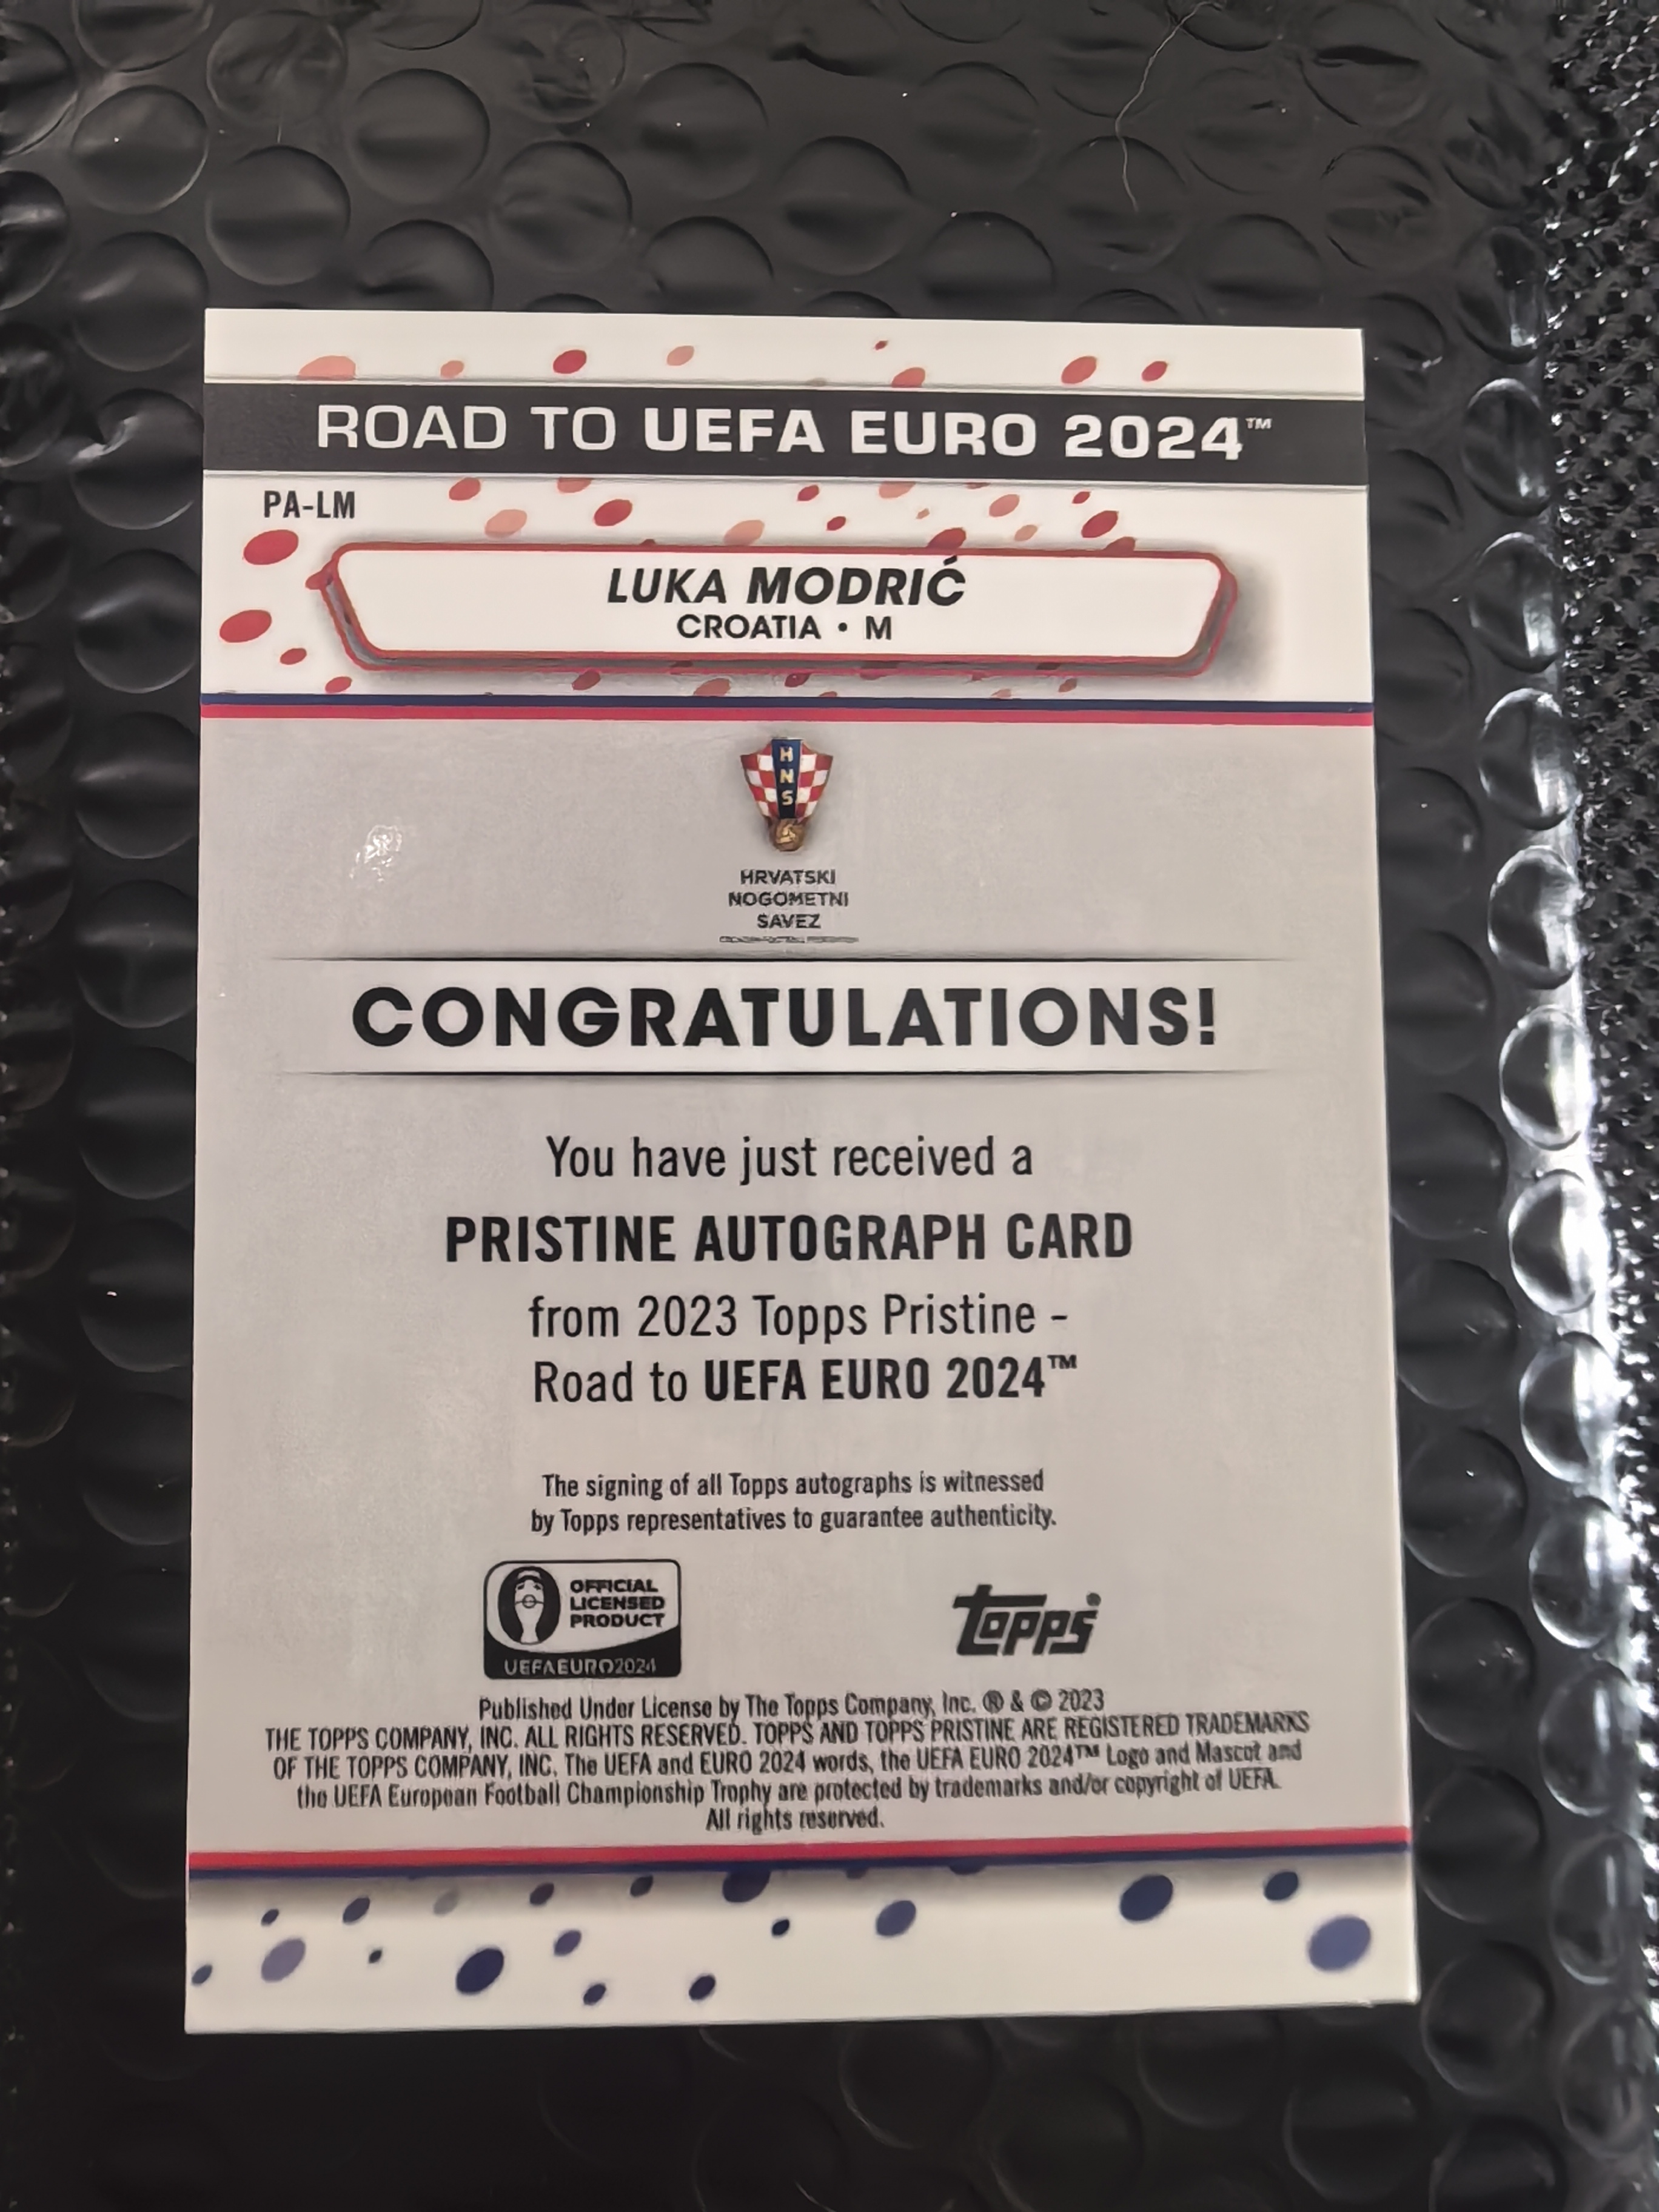 ROAD TO UEFA EURO 2024™
PA-LM
LUKA MODRIĆ
CROATIA • M
HNS
HRVATSKI
NOGOMETNI
SAVEZ
CONGRATULATIONS!
You have just received a
PRISTINE AUTOGRAPH CARD
from 2023 Topps Pristine -
Road to UEFA EURO 2024™
The signing of all Topps autographs is witnessed
by Topps representatives to guarantee authenticity.
OFFICIAL
LICENSED
PRODUCT
UEFAEURO2024
topps
Published Under License by The Topps Company, Inc. ® & © 2023
THE TOPPS COMPANY, INC. ALL RIGHTS RESERVED. TOPPS AND TOPPS PRISTINE ARE REGISTERED TRADEMARKS
OF THE TOPPS COMPANY, INC. The UEFA and EURO 2024 words, the UEFA EURO 2024™ Logo and Mascot and
the UEFA European Football Championship Trophy are protected by trademarks and/or copyright of UEFA.
All rights reserved.